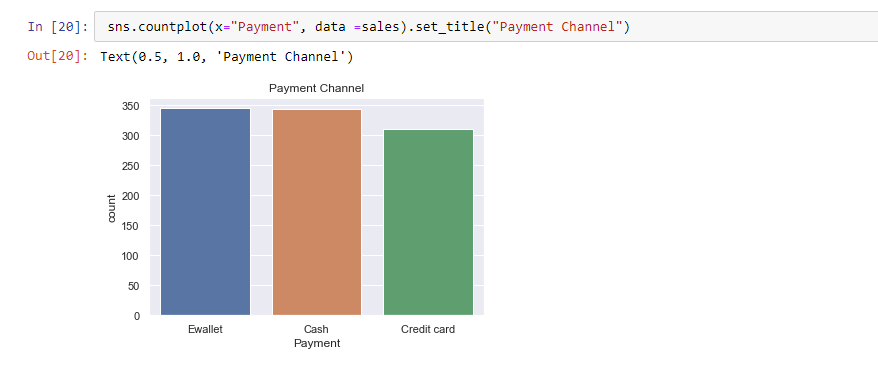 In [20]: sns.countplot(x="Payment", data =sales).set_title("Payment Channel")
Out[20]: Text(0.5, 1.0, 'Payment Channel')
Payment Channel
350
300
250
200
150
100
50
0
count
Ewallet Cash Credit card
Payment